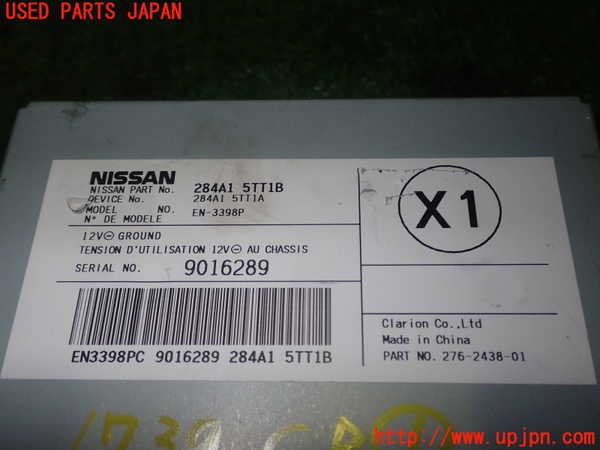 USED PARTS JAPAN
NISSAN
NISSAN PART No. 284A1 5TT1B
DEVICE No. 284A1 5TT1A
MODEL NO. EN-3398P
N° DE MODELE
X1
12V⊖ GROUND
TENSION D'UTILISATION 12V⊖ AU CHASSIS
SERIAL NO. 9016289
EN3398PC 9016289 284A1 5TT1B
Clarion Co.,Ltd
Made in China
PART NO. 276-2438-01
http://www.upjpn.com/